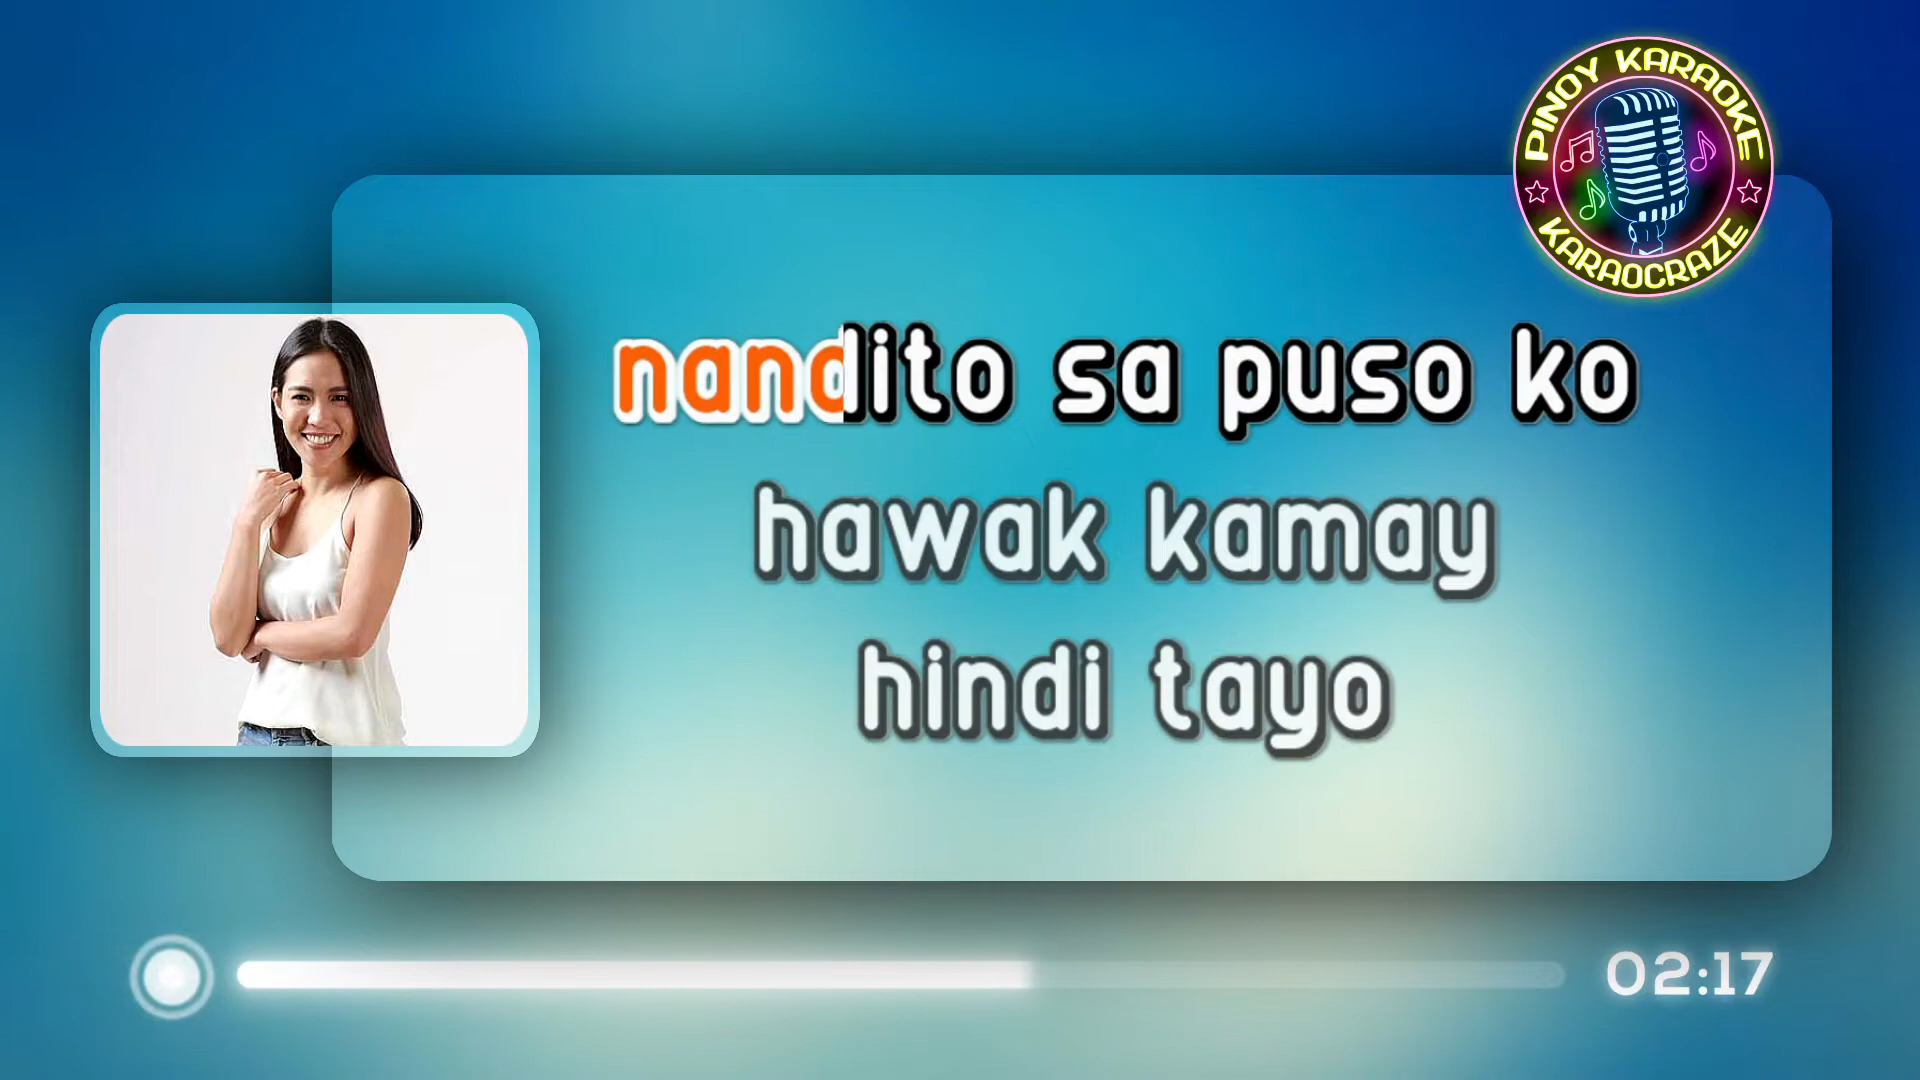 PINOY KARAOKE
KARAOCRAZE
nandito sa puso ko
hawak kamay
hindi tayo
02:17